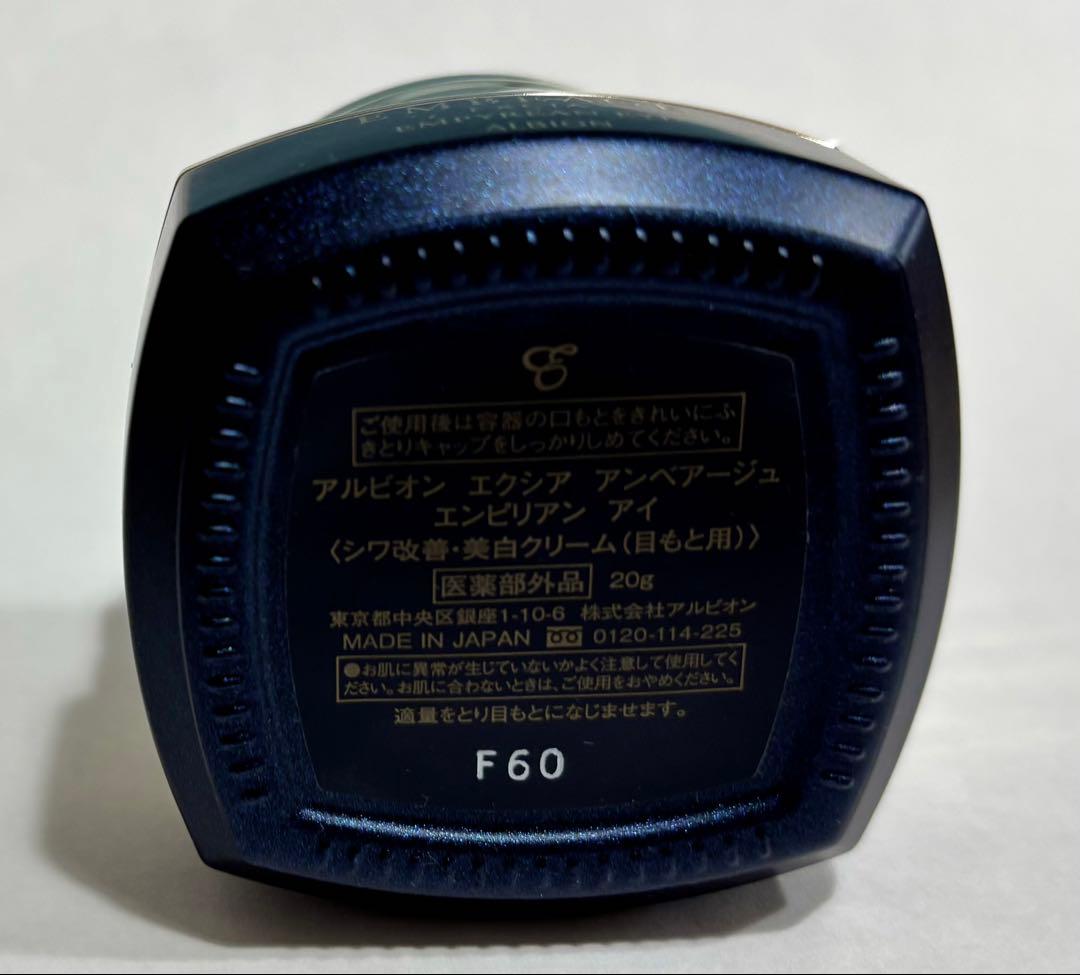 EMPYREAN
ALBION
ご使用後は容器の口もとをきれいにふ
きとりキャップをしっかりしめてください。
アルビオン エクシア アンベアージュ
エンピリアン アイ
〈シワ改善・美白クリーム(目もと用)〉
医薬部外品 20g
東京都中央区銀座1-10-6 株式会社アルビオン
MADE IN JAPAN 0120-114-225
●お肌に異常が生じていないかよく注意して使用してく
ださい。お肌に合わないときは、ご使用をおやめください。
適量をとり目もとになじませます。
F60